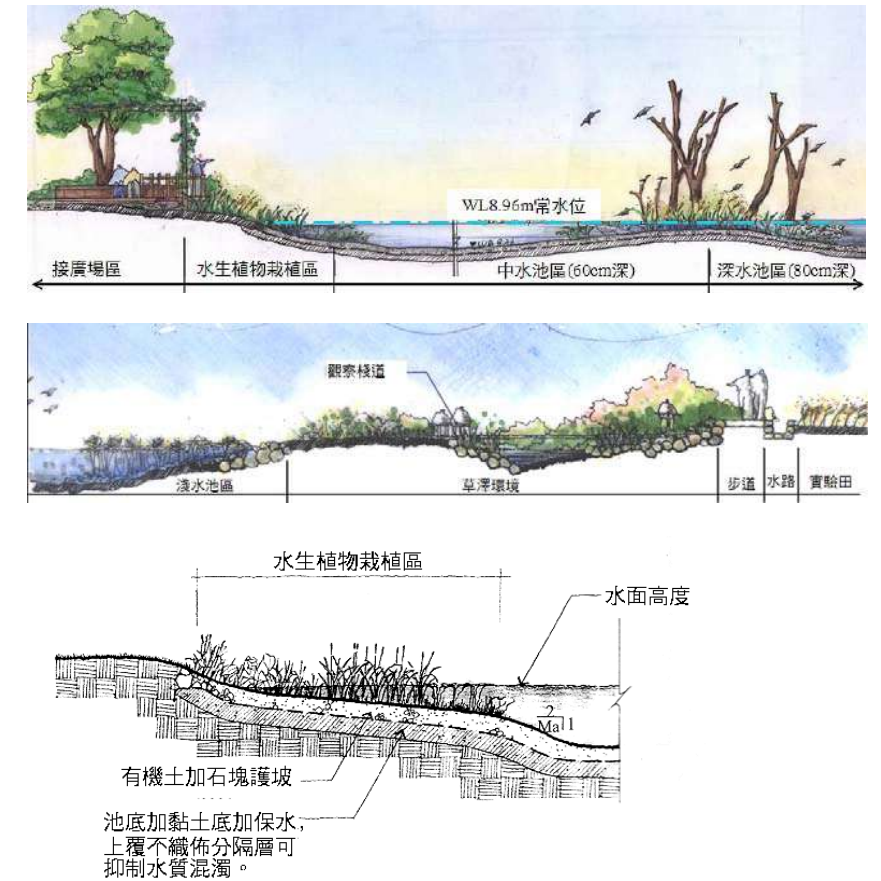 WL8.96m常水位
接廣場區
水生植物栽植區
中水池區(60cm深)
深水池區(80cm深)
觀察棧道
淺水池區
草澤環境
步道
水路
實驗田
水生植物栽植區
水面高度
2
Ma 1
有機土加石塊護坡
池底加黏土底加保水,
上覆不織佈分隔層可
抑制水質混濁。